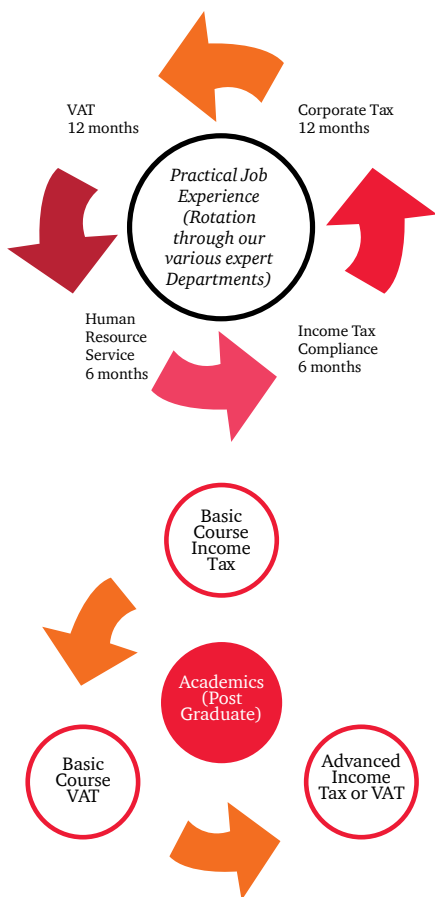 VAT
12 months
Corporate Tax
12 months
Practical Job
Experience
(Rotation
through our
various expert
Departments)
Human
Resource
Service
6 months
Income Tax
Compliance
6 months
Basic
Course
Income
Tax
Academics
(Post
Graduate)
Basic
Course
VAT
Advanced
Income
Tax or VAT